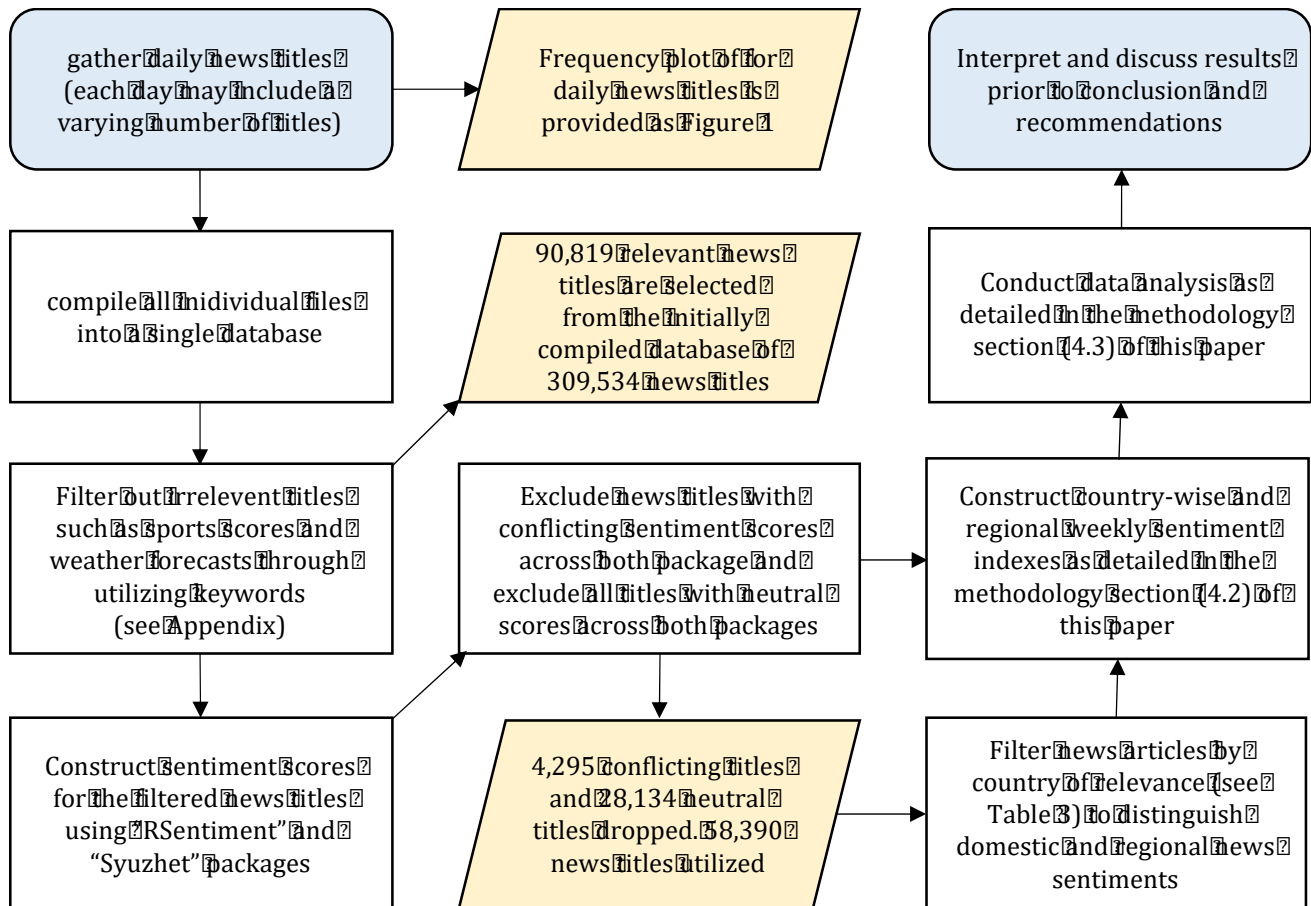 gather daily news titles
(each day may include a
varying number of titles)
Frequency plot of for
daily news titles is
provided as Figure 1
Interpret and discuss results
prior to conclusion and
recommendations
compile all inidividual files
into a single database
90,819 relevant news
titles are selected
from the initially
compiled database of
309,534 news titles
Conduct data analysis as
detailed in the methodology
section (4.3) of this paper
Filter out irrelevent titles
such as sports scores and
weather forecasts through
utilizing keywords
(see Appendix)
Exclude news titles with
conflicting sentiment scores
across both package and
exclude all titles with neutral
scores across both packages
Construct country-wise and
regional weekly sentiment
indexes as detailed in the
methodology section (4.2) of
this paper
Construct sentiment scores
for the filtered news titles
using "RSentiment" and
“Syuzhet” packages
4,295 conflicting titles
and 28,134 neutral
titles dropped. 58,390
news titles utilized
Filter news articles by
country of relevance (see
Table 3) to distinguish
domestic and regional news
sentiments